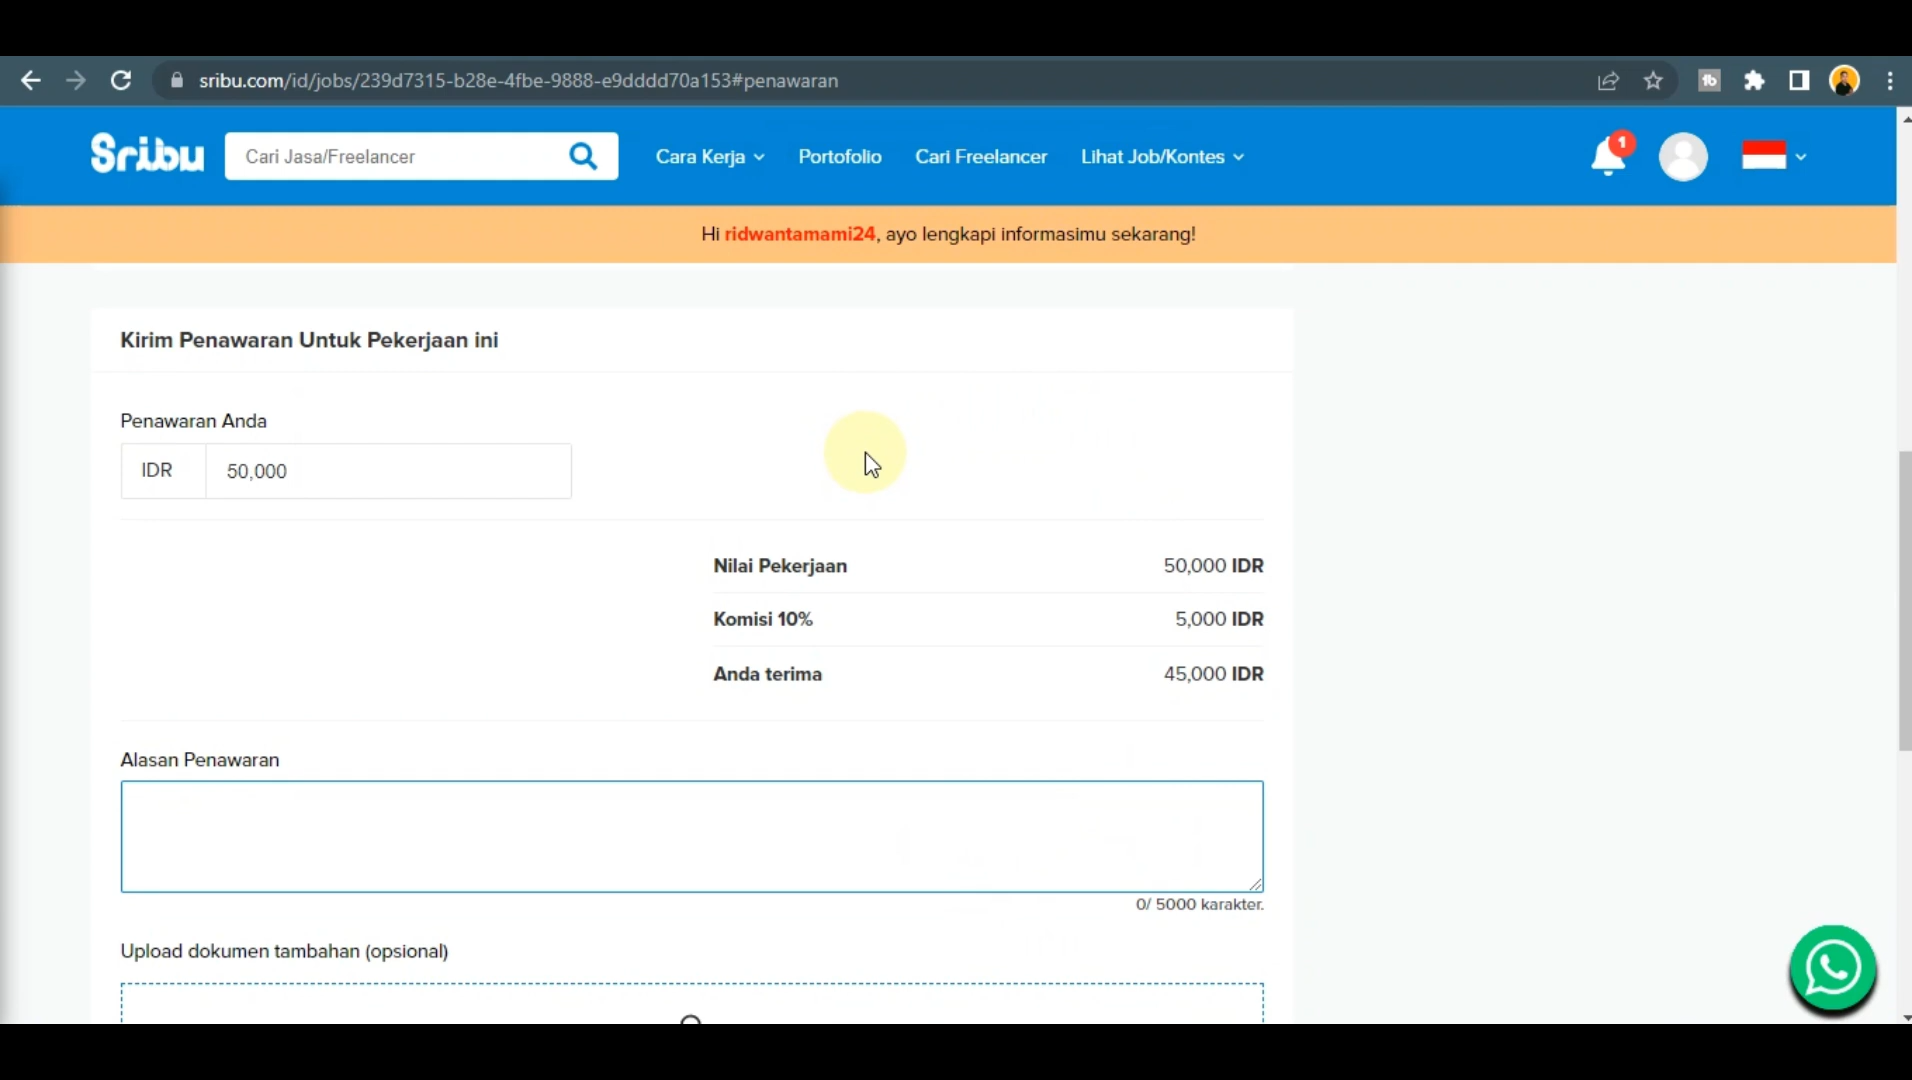 sribu.com/id/jobs/239d7315-b28e-4fbe-9888-e9dddd70a153#penawaran
Sribu
Cari Jasa/Freelancer
Cara Kerja
Portofolio
Cari Freelancer
Lihat Job/Kontes
1
Hi ridwantamami24, ayo lengkapi informasimu sekarang!
Kirim Penawaran Untuk Pekerjaan ini
Penawaran Anda
IDR 50,000
Nilai Pekerjaan 50,000 IDR
Komisi 10% 5,000 IDR
Anda terima 45,000 IDR
Alasan Penawaran
0/ 5000 karakter.
Upload dokumen tambahan (opsional)